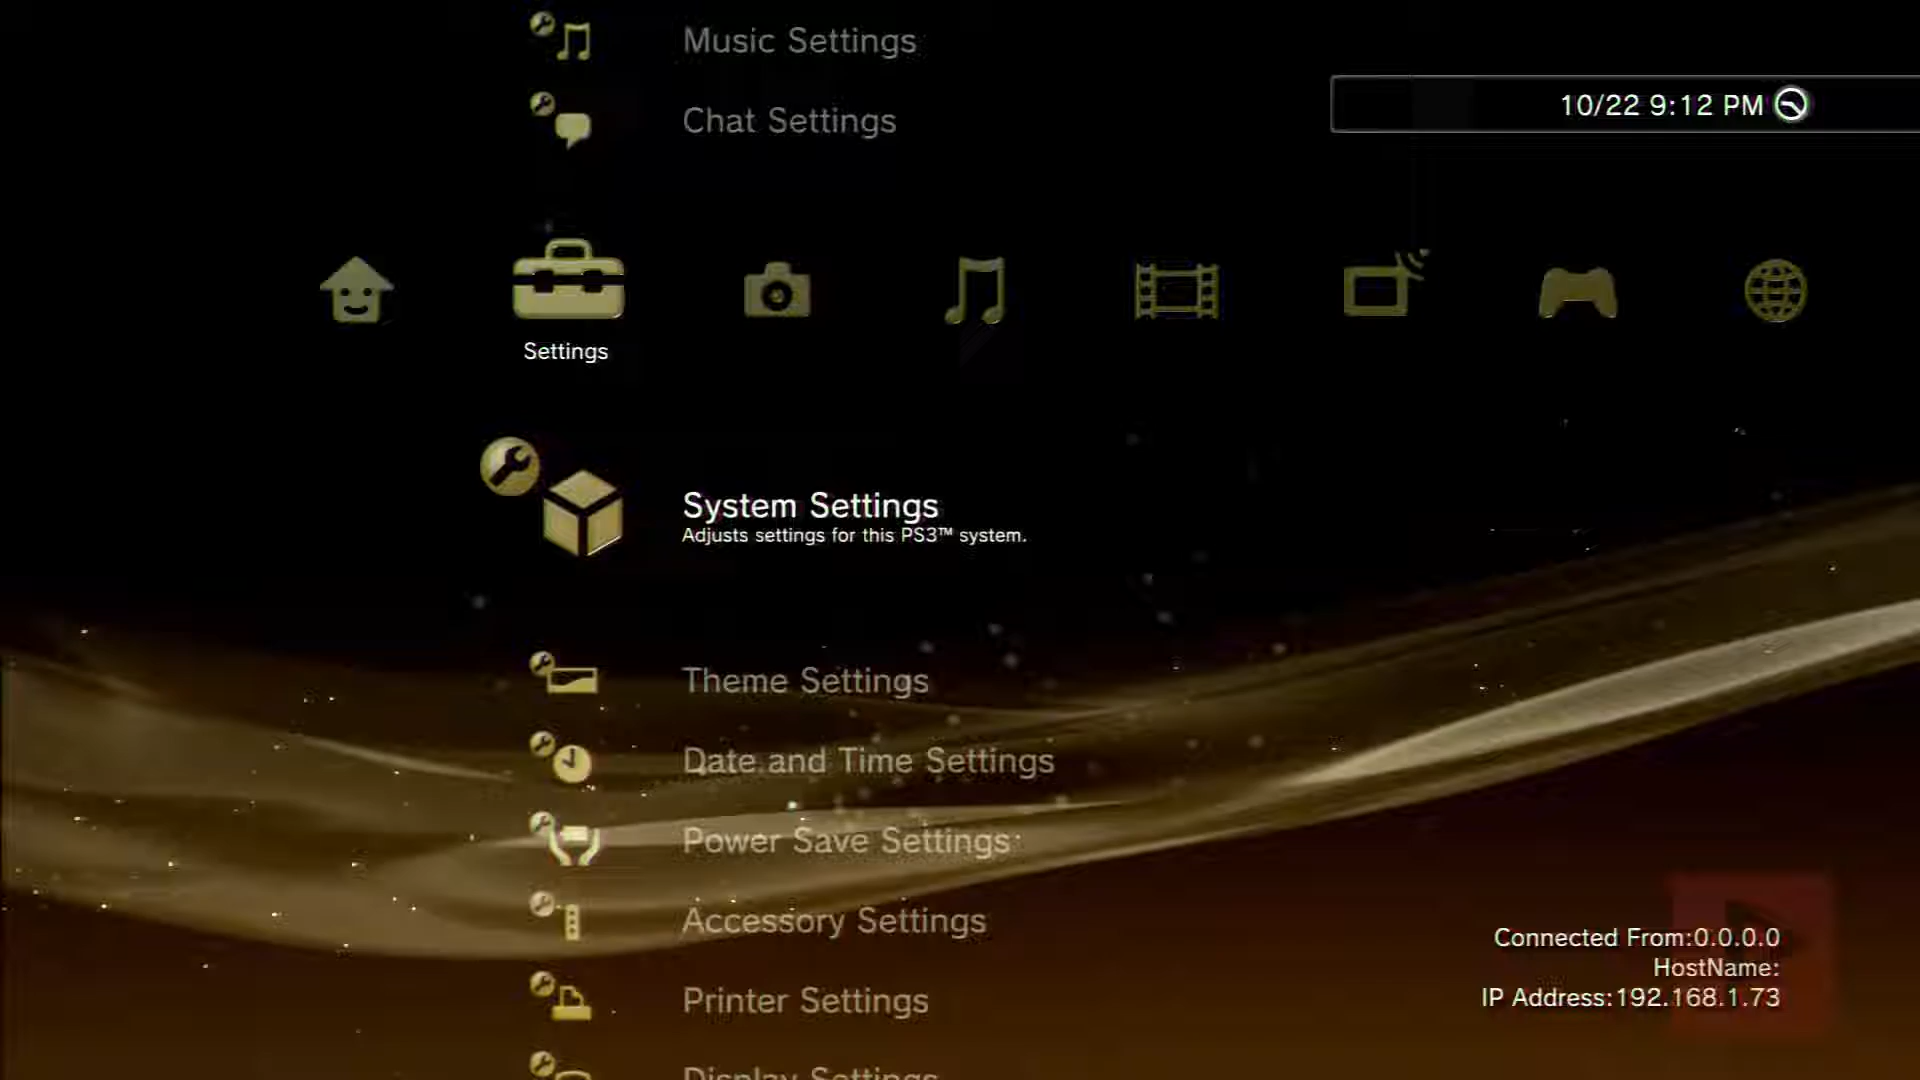 Music Settings
Chat Settings
10/22 9:12 PM
Settings
System Settings
Adjusts settings for this PS3™ system.
Theme Settings
Date and Time Settings
Power Save Settings
Accessory Settings
Printer Settings
Display Settings
Connected From:0.0.0.0
HostName:
IP Address:192.168.1.73